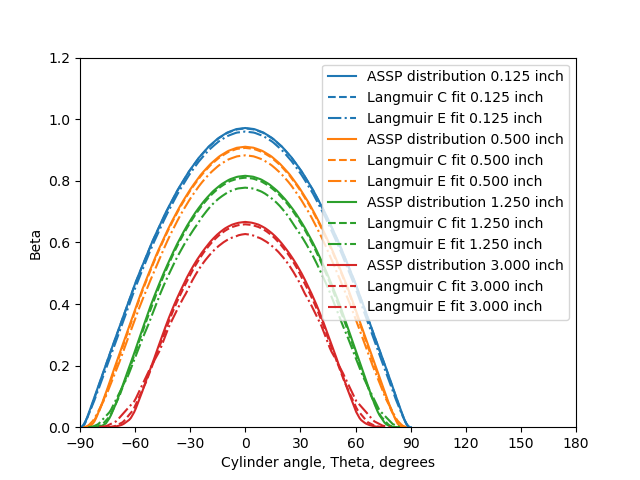 1.2
1.0
0.8
0.6
0.4
0.2
0.0
Beta
ASSP distribution 0.125 inch
Langmuir C fit 0.125 inch
Langmuir E fit 0.125 inch
ASSP distribution 0.500 inch
Langmuir C fit 0.500 inch
Langmuir E fit 0.500 inch
ASSP distribution 1.250 inch
Langmuir C fit 1.250 inch
Langmuir E fit 1.250 inch
ASSP distribution 3.000 inch
Langmuir C fit 3.000 inch
Langmuir E fit 3.000 inch
−90 −60 −30 0 30 60 90 120 150 180
Cylinder angle, Theta, degrees